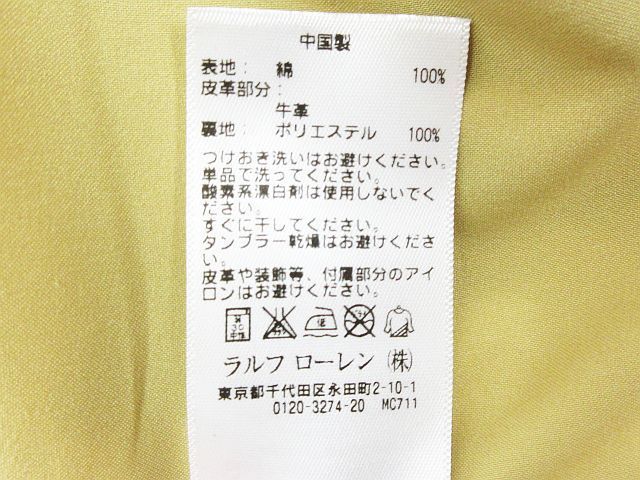 中国製
表地: 綿 100%
皮革部分:
牛革
裏地: ポリエステル 100%
つけおき洗いはお避けください。
単品で洗ってください。
酸素系漂白剤は使用しないでく
ださい。
すぐに干してください。
タンブラー乾燥はお避けくださ
い。
皮革や装飾等、付属部分のアイ
ロンはお避けください。
30
中性
低
ラルフ ローレン (株)
東京都千代田区永田町2-10-1
0120-3274-20 MC711